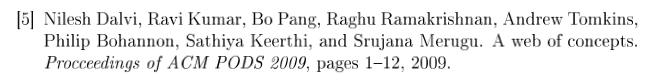 [5] Nilesh Dalvi, Ravi Kumar, Bo Pang, Raghu Ramakrishnan, Andrew Tomkins,
Philip Bohannon, Sathiya Keerthi, and Srujana Merugu. A web of concepts.
Procceedings of ACM PODS 2009, pages 1–12, 2009.